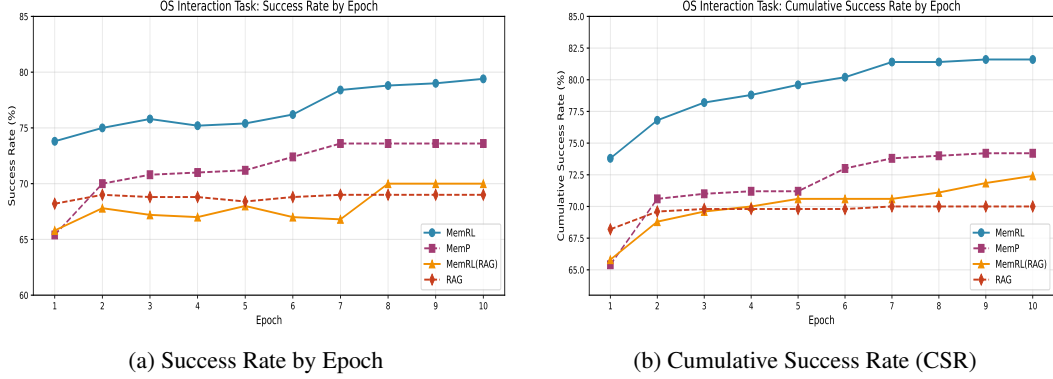 OS Interaction Task: Success Rate by Epoch
85
80
75
70
65
60
Success Rate (%)
1 2 3 4 5 6 7 8 9 10
Epoch
MemRL
MemP
MemRL(RAG)
RAG
(a) Success Rate by Epoch
OS Interaction Task: Cumulative Success Rate by Epoch
85.0
82.5
80.0
77.5
75.0
72.5
70.0
67.5
65.0
Cumulative Success Rate (%)
1 2 3 4 5 6 7 8 9 10
Epoch
MemRL
MemP
MemRL(RAG)
RAG
(b) Cumulative Success Rate (CSR)